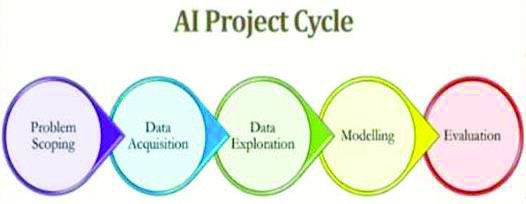 AI Project Cycle
Problem
Scoping
Data
Acquisition
Data
Exploration
Modelling
Evaluation